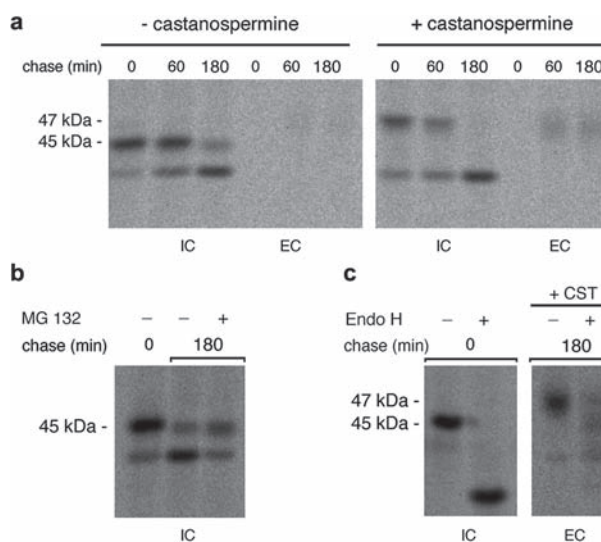 a
- castanospermine + castanospermine
chase (min) 0 60 180 0 60 180 0 60 180 0 60 180
47 kDa -
45 kDa -
IC EC IC EC
b
MG 132 – – +
chase (min) 0 180
45 kDa -
IC
c
+ CST
Endo H – + – +
chase (min) 0 180
47 kDa -
45 kDa -
IC EC